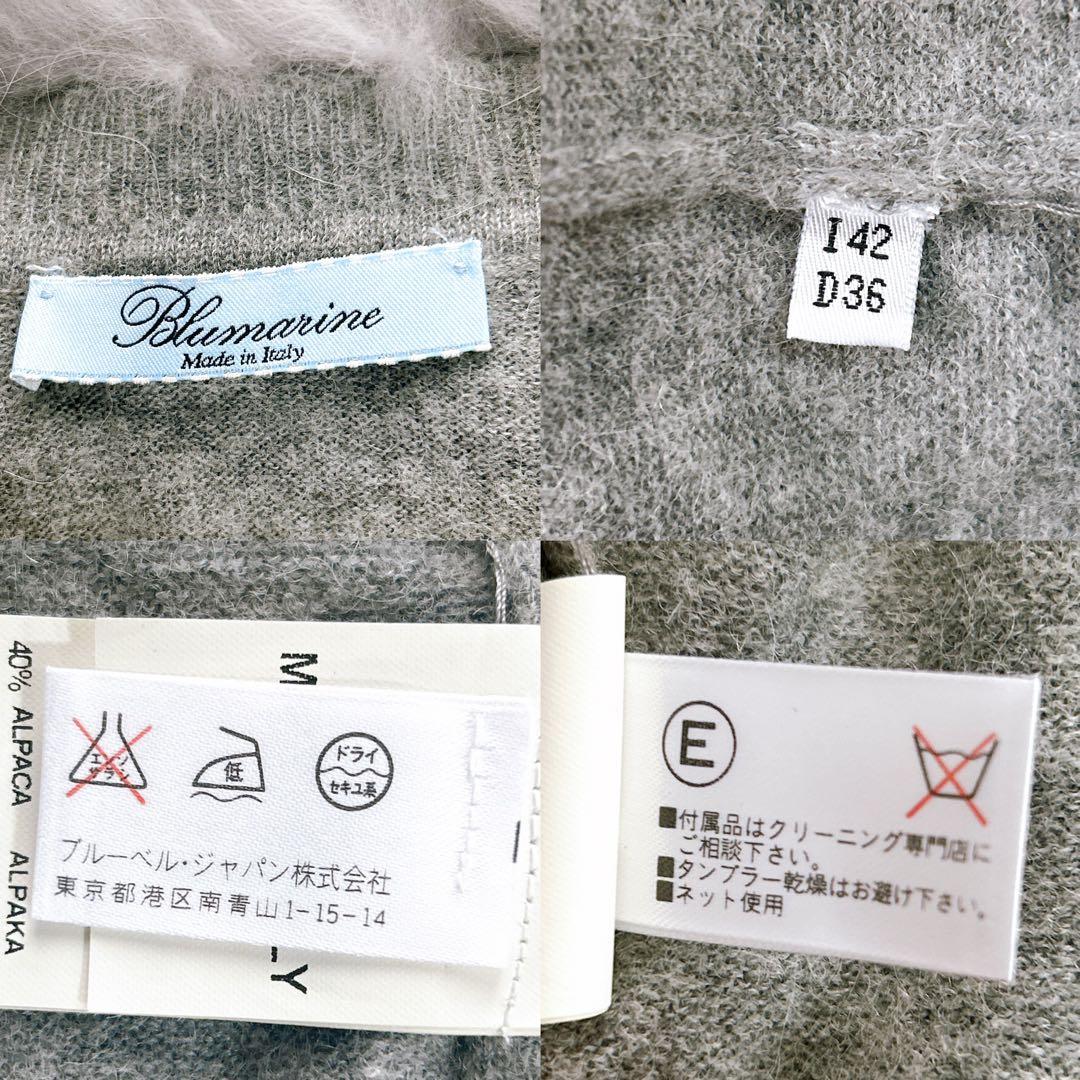 Blumarine
Made in Italy
I 42
D36
40% ALPACA ALPAKA
M
LY
エンソ
サラシ
低
ドライ
セキユ系
ブルーベル・ジャパン株式会社
東京都港区南青山1-15-14
E
■付属品はクリーニング専門店に
ご相談下さい。
■タンブラー乾燥はお避け下さい。
■ネット使用